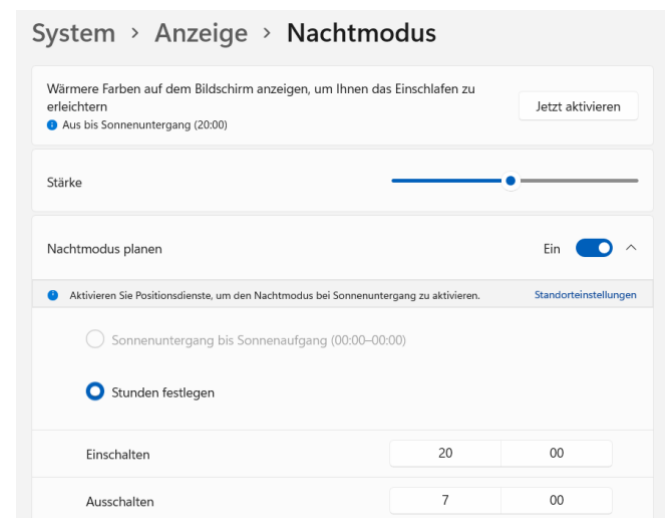 System > Anzeige > Nachtmodus
Wärmere Farben auf dem Bildschirm anzeigen, um Ihnen das Einschlafen zu
erleichtern
Aus bis Sonnenuntergang (20:00)
Jetzt aktivieren
Stärke
Nachtmodus planen
Ein
Aktivieren Sie Positionsdienste, um den Nachtmodus bei Sonnenuntergang zu aktivieren.
Standorteinstellungen
Sonnenuntergang bis Sonnenaufgang (00:00–00:00)
Stunden festlegen
Einschalten 20 00
Ausschalten 7 00